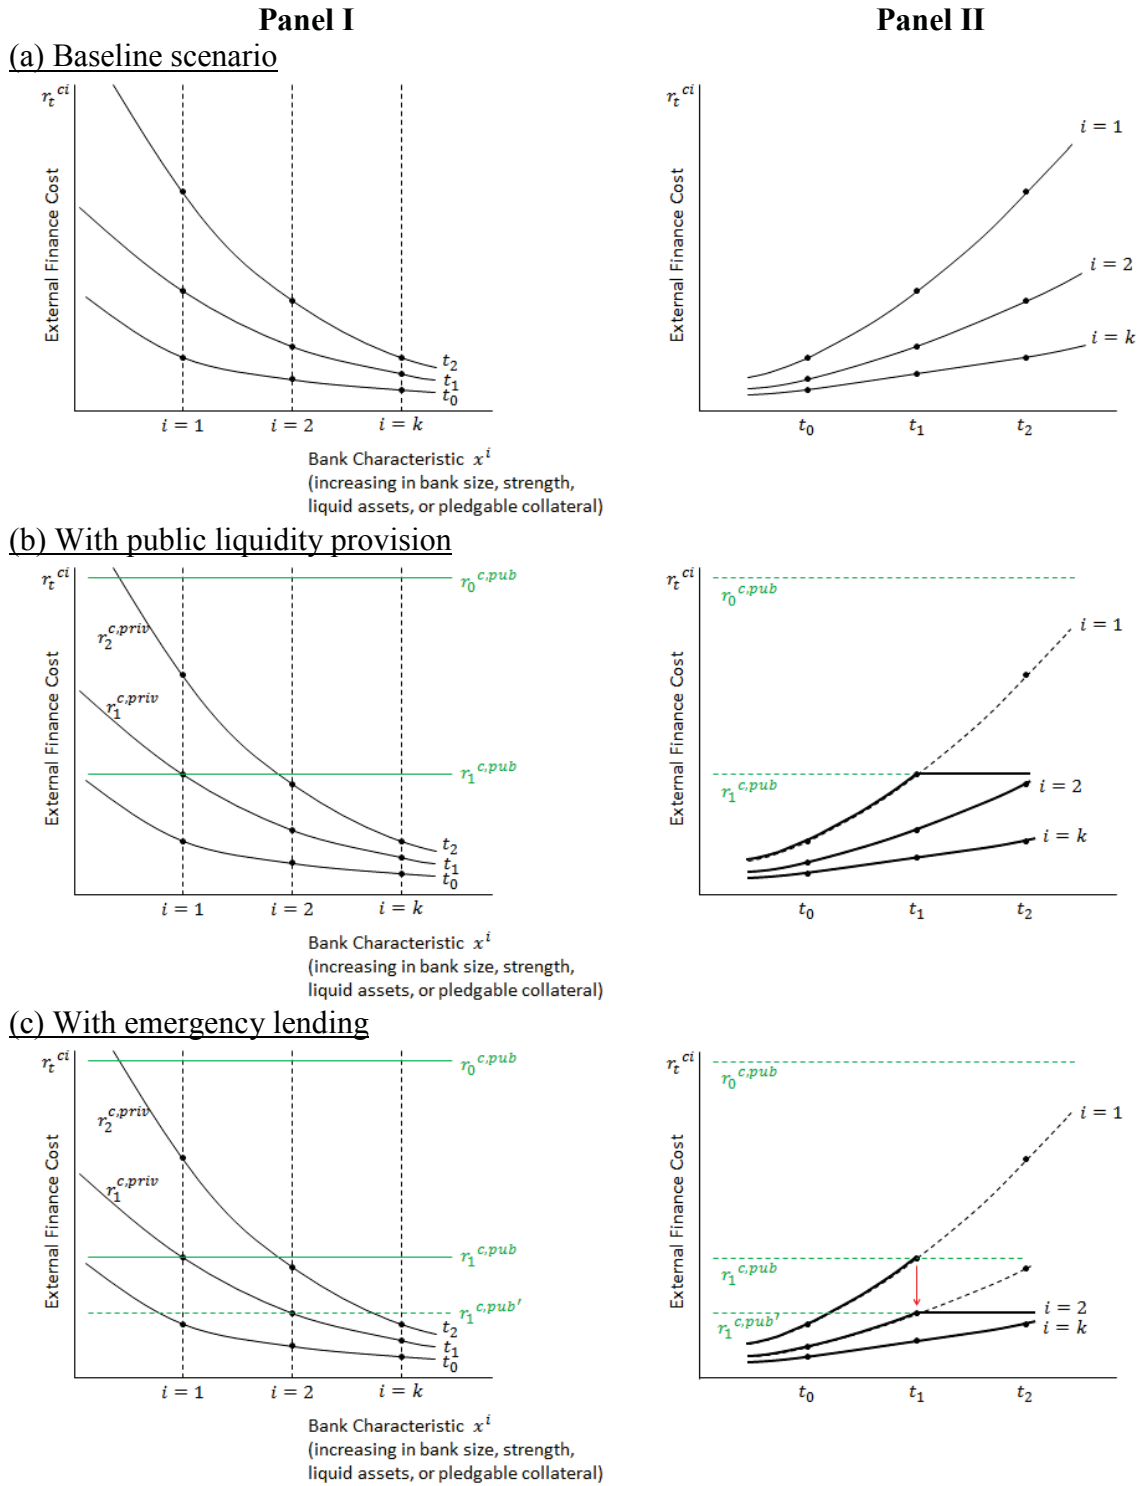 Panel I
Panel II
(a) Baseline scenario
r_t^{ci}
External Finance Cost
t_2
t_1
t_0
i = 1
i = 2
i = k
Bank Characteristic x^i
(increasing in bank size, strength,
liquid assets, or pledgable collateral)
r_t^{ci}
External Finance Cost
i = 1
i = 2
i = k
t_0
t_1
t_2
(b) With public liquidity provision
r_t^{ci}
External Finance Cost
r_0^{c,pub}
r_2^{c,priv}
r_1^{c,priv}
r_1^{c,pub}
t_2
t_1
t_0
i = 1
i = 2
i = k
Bank Characteristic x^i
(increasing in bank size, strength,
liquid assets, or pledgable collateral)
r_t^{ci}
External Finance Cost
r_0^{c,pub}
i = 1
r_1^{c,pub}
i = 2
i = k
t_0
t_1
t_2
(c) With emergency lending
r_t^{ci}
External Finance Cost
r_0^{c,pub}
r_2^{c,priv}
r_1^{c,priv}
r_1^{c,pub}
r_1^{c,pub'}
t_2
t_1
t_0
i = 1
i = 2
i = k
Bank Characteristic x^i
(increasing in bank size, strength,
liquid assets, or pledgable collateral)
r_t^{ci}
External Finance Cost
r_0^{c,pub}
i = 1
r_1^{c,pub}
r_1^{c,pub'}
i = 2
i = k
t_0
t_1
t_2